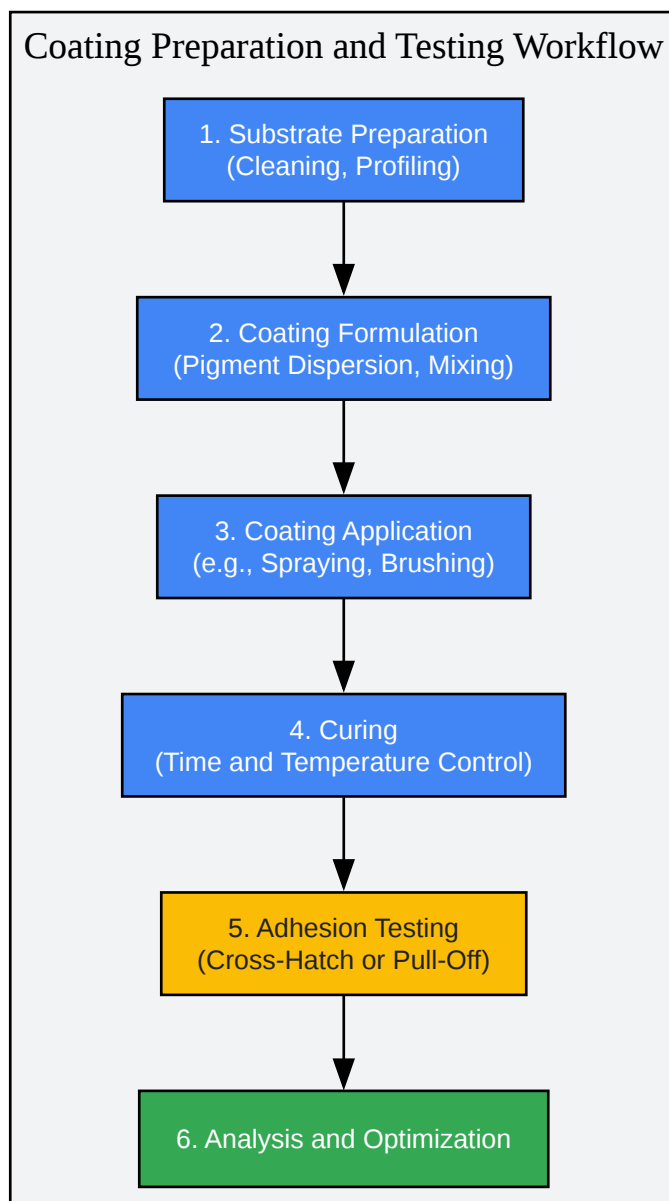 Coating Preparation and Testing Workflow
1. Substrate Preparation
(Cleaning, Profiling)
2. Coating Formulation
(Pigment Dispersion, Mixing)
3. Coating Application
(e.g., Spraying, Brushing)
4. Curing
(Time and Temperature Control)
5. Adhesion Testing
(Cross-Hatch or Pull-Off)
6. Analysis and Optimization